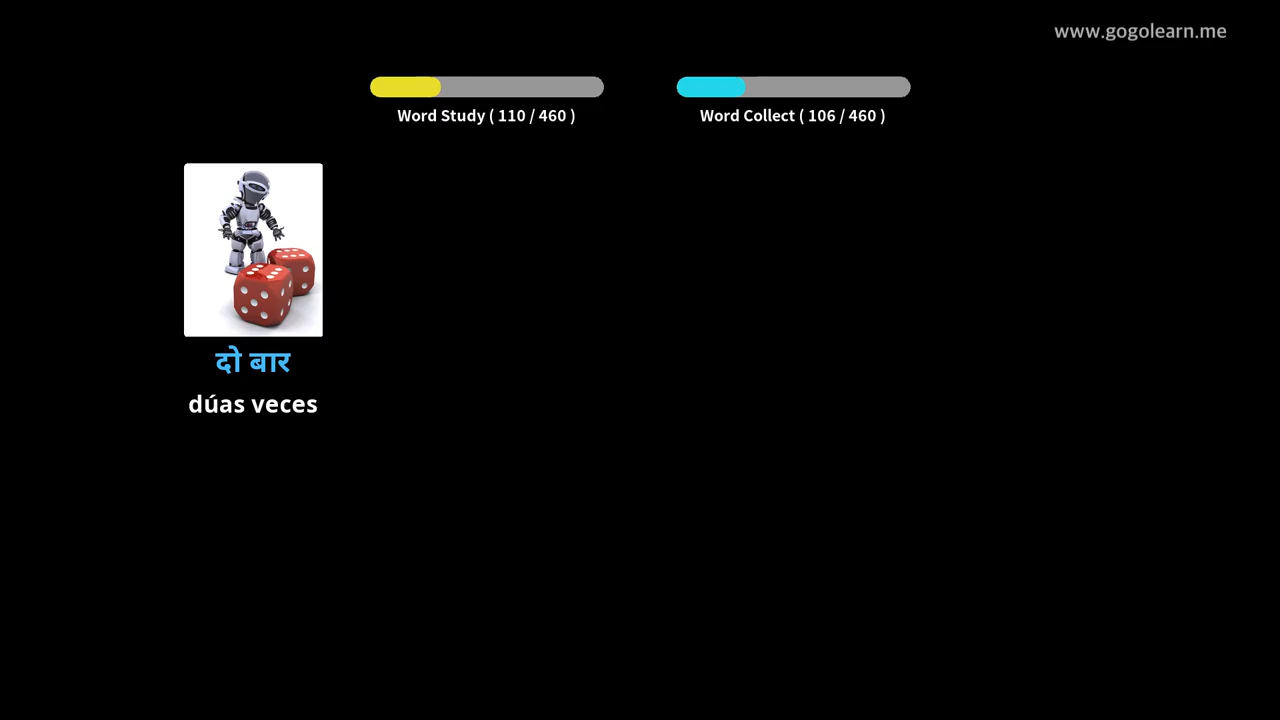 www.gogolearn.me
Word Study ( 110 / 460 )
Word Collect ( 106 / 460 )
दो बार
dúas veces